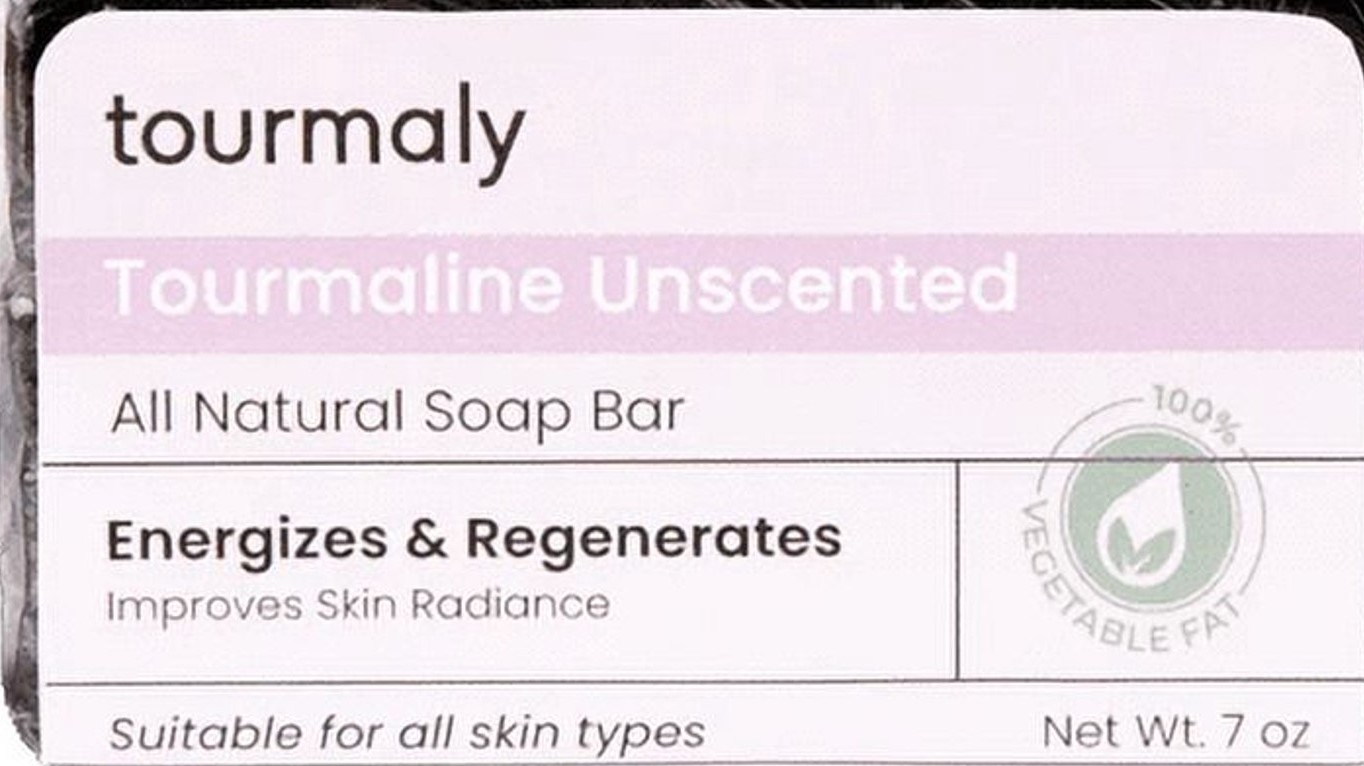 tourmaly
Tourmaline Unscented
All Natural Soap Bar
100%
VEGETABLE FAT
Energizes & Regenerates
Improves Skin Radiance
Suitable for all skin types
Net Wt. 7 oz